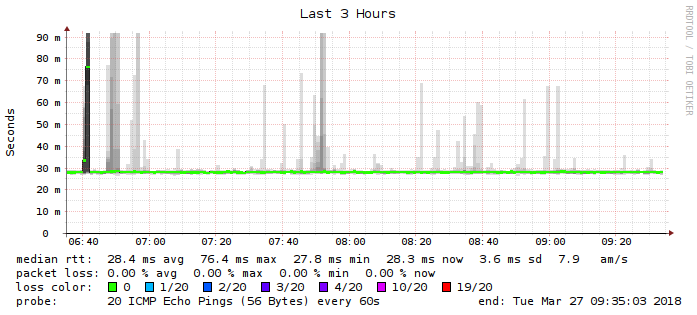 Last 3 Hours
RRDTOOL / TOBI OETIKER
Seconds
90 m
80 m
70 m
60 m
50 m
40 m
30 m
20 m
10 m
0
06:40 07:00 07:20 07:40 08:00 08:20 08:40 09:00 09:20
median rtt: 28.4 ms avg 76.4 ms max 27.8 ms min 28.3 ms now 3.6 ms sd 7.9 am/s
packet loss: 0.00 % avg 0.00 % max 0.00 % min 0.00 % now
loss color: 0 1/20 2/20 3/20 4/20 10/20 19/20
probe: 20 ICMP Echo Pings (56 Bytes) every 60s end: Tue Mar 27 09:35:03 2018